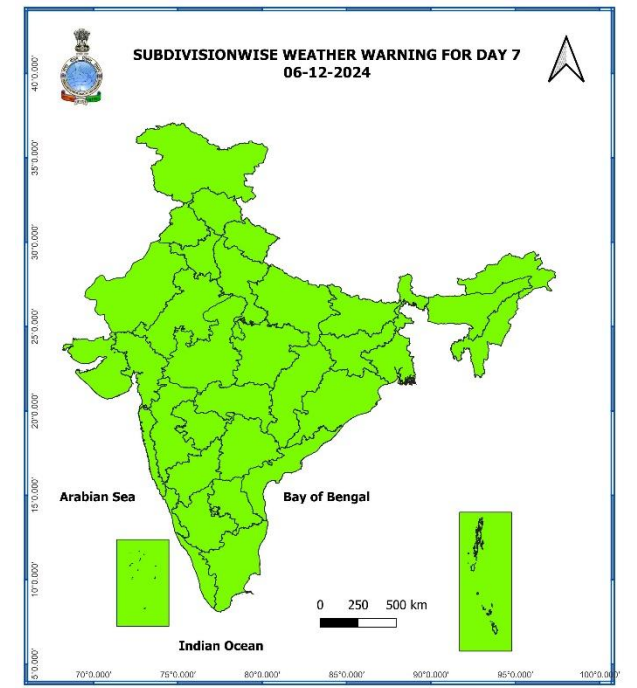 SUBDIVISIONWISE WEATHER WARNING FOR DAY 7
06-12-2024
40°0.000'
35°0.000'
30°0.000'
25°0.000'
20°0.000'
15°0.000'
10°0.000'
5°0.000'
Arabian Sea
Bay of Bengal
0 250 500 km
Indian Ocean
70°0.000' 75°0.000' 80°0.000' 85°0.000' 90°0.000' 95°0.000' 100°0.000'